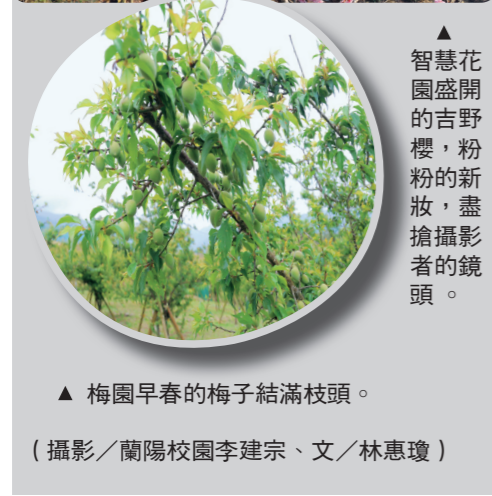 ▲
智慧花
園盛開
的吉野
櫻，粉
粉的新
妝，盡
搶攝影
者的鏡
頭。
▲ 梅園早春的梅子結滿枝頭。
（攝影／蘭陽校園李建宗、文／林惠瓊）